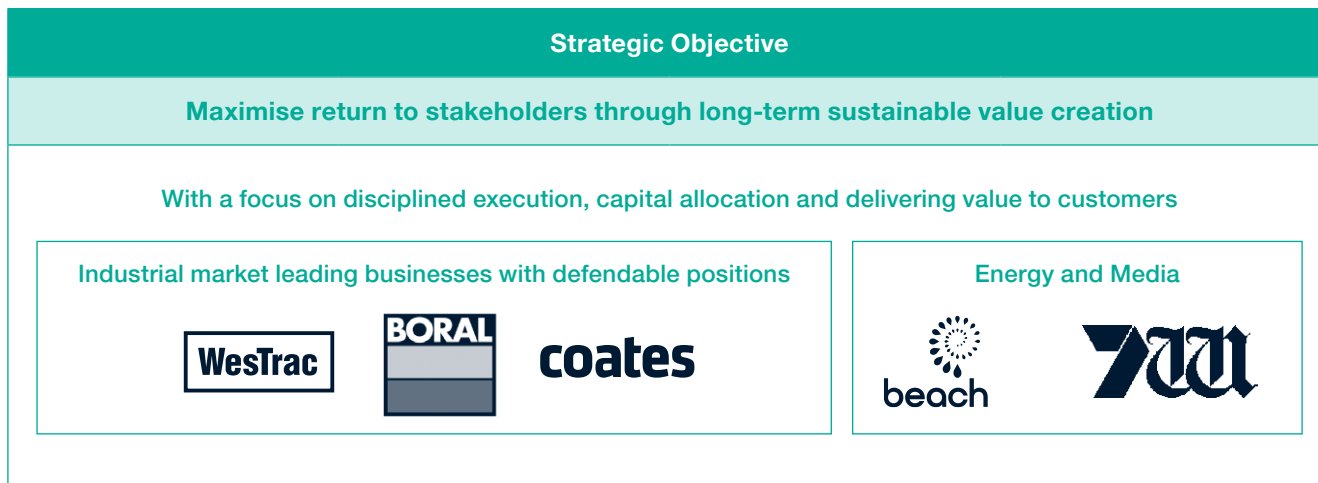 Strategic Objective
Maximise return to stakeholders through long-term sustainable value creation
With a focus on disciplined execution, capital allocation and delivering value to customers
Industrial market leading businesses with defendable positions
WesTrac
BORAL
coates
Energy and Media
beach
7W